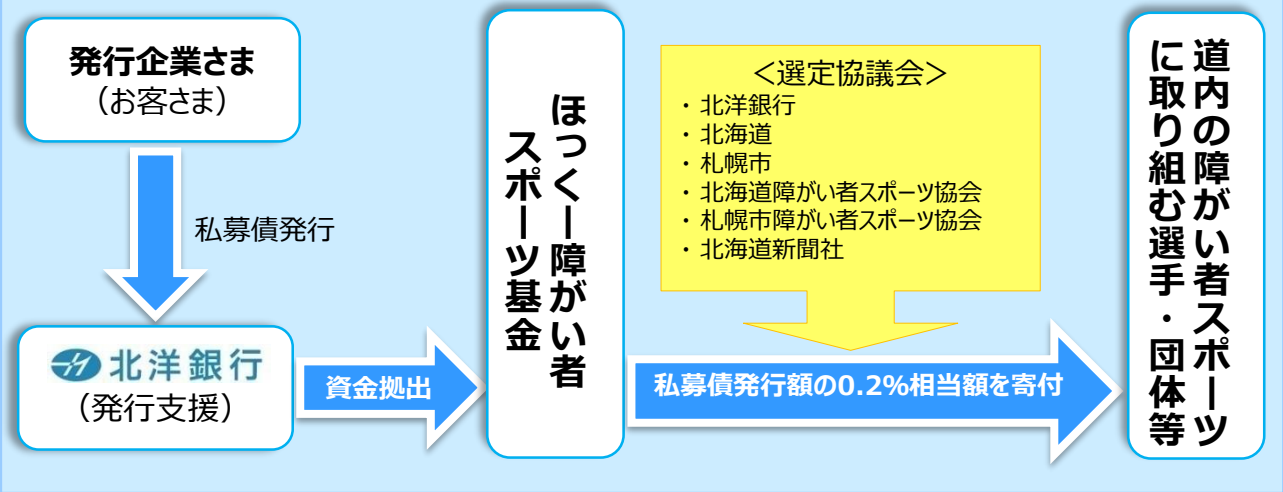 発行企業さま
（お客さま）
私募債発行
北洋銀行
（発行支援）
資金拠出
ほっくー障がい者
スポーツ基金
＜選定協議会＞
・北洋銀行
・北海道
・札幌市
・北海道障がい者スポーツ協会
・札幌市障がい者スポーツ協会
・北海道新聞社
私募債発行額の0.2%相当額を寄付
道内の障がい者スポーツ
に取り組む選手・団体等